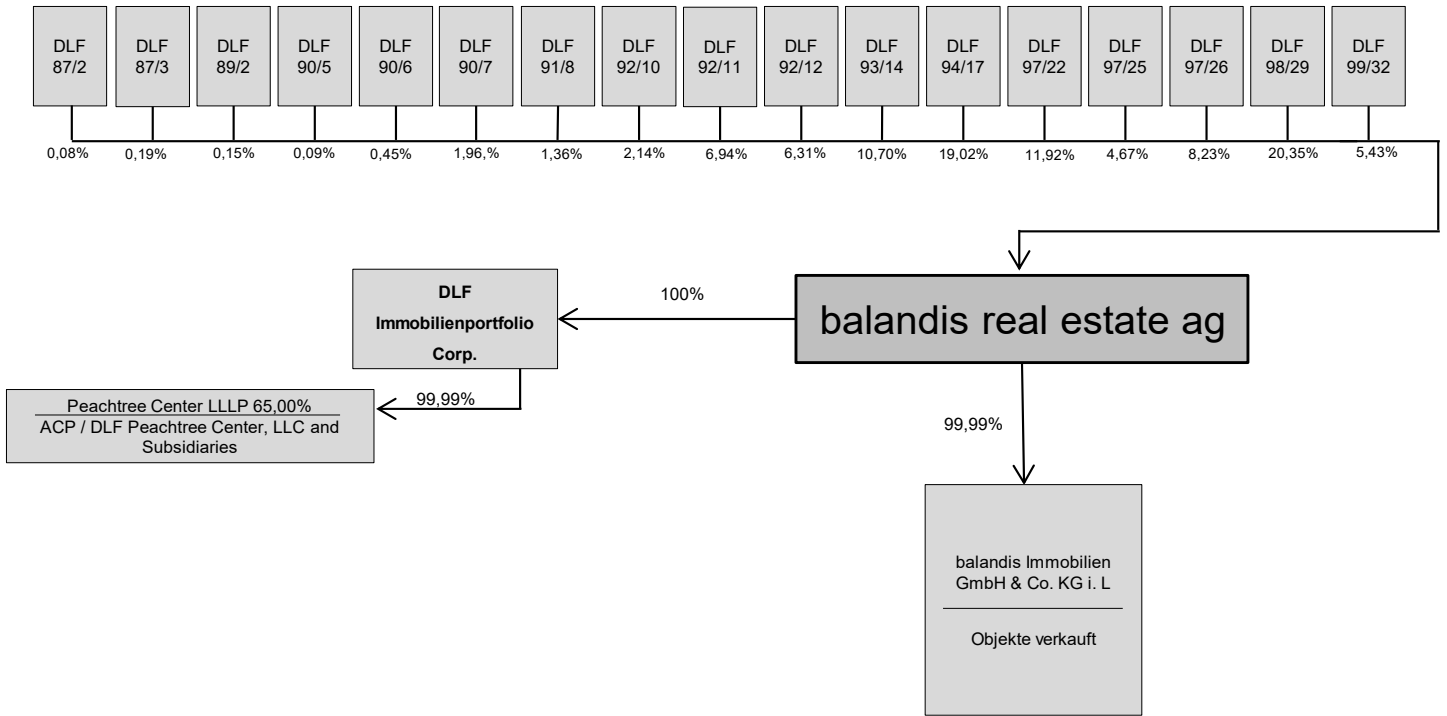 DLF
87/2
DLF
87/3
DLF
89/2
DLF
90/5
DLF
90/6
DLF
90/7
DLF
91/8
DLF
92/10
DLF
92/11
DLF
92/12
DLF
93/14
DLF
94/17
DLF
97/22
DLF
97/25
DLF
97/26
DLF
98/29
DLF
99/32
0,08%
0,19%
0,15%
0,09%
0,45%
1,96,%
1,36%
2,14%
6,94%
6,31%
10,70%
19,02%
11,92%
4,67%
8,23%
20,35%
5,43%
DLF
Immobilienportfolio
Corp.
100%
balandis real estate ag
Peachtree Center LLLP 65,00%
ACP / DLF Peachtree Center, LLC and
Subsidiaries
99,99%
99,99%
balandis Immobilien
GmbH & Co. KG i. L
Objekte verkauft